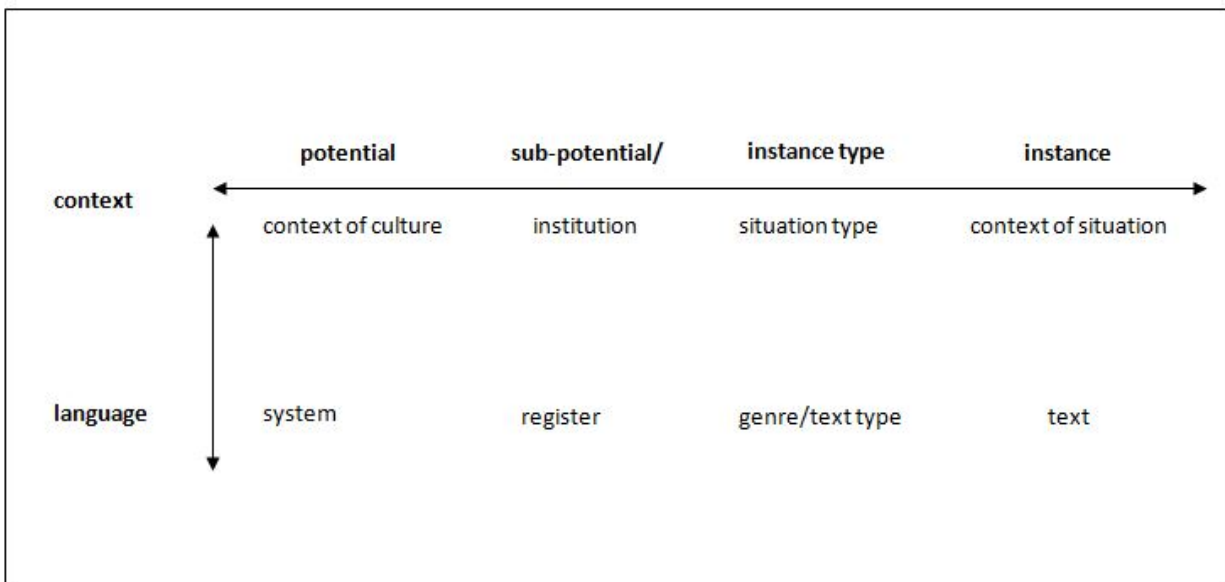 potential sub-potential/ instance type instance
context
context of culture institution situation type context of situation
language system register genre/text type text